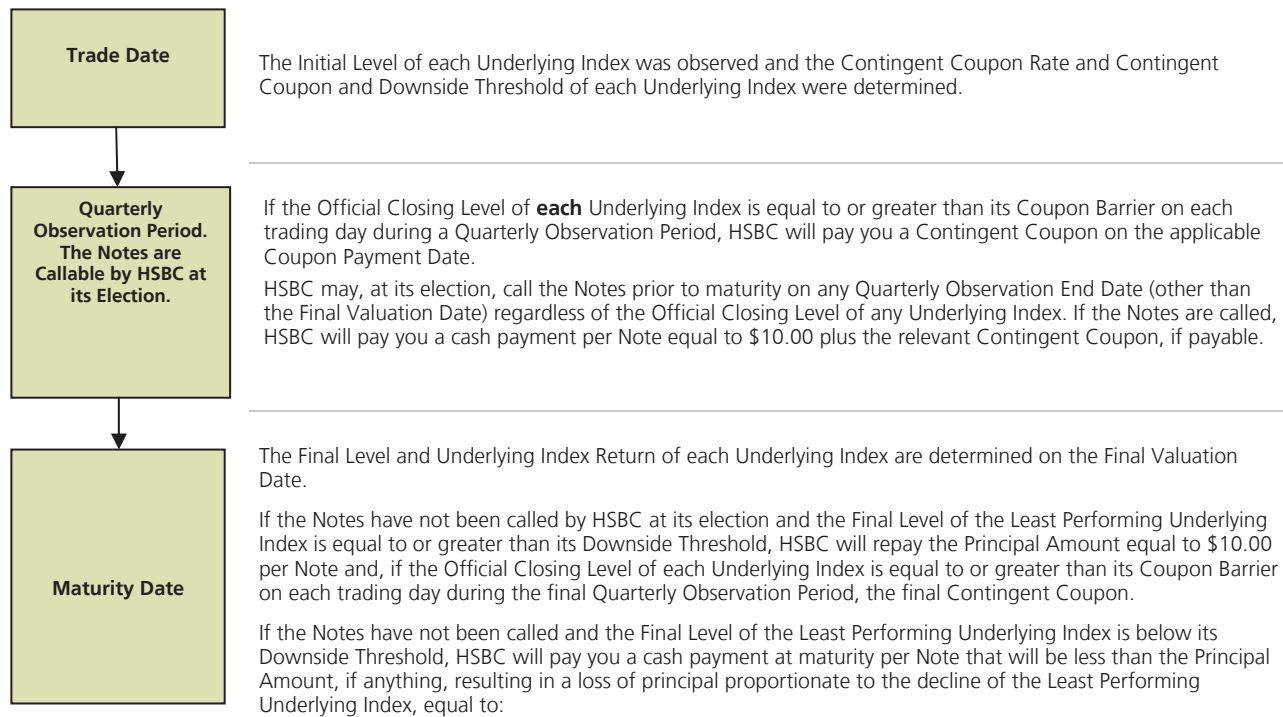 Trade Date
The Initial Level of each Underlying Index was observed and the Contingent Coupon Rate and Contingent
Coupon and Downside Threshold of each Underlying Index were determined.
Quarterly
Observation Period.
The Notes are
Callable by HSBC at
its Election.
If the Official Closing Level of each Underlying Index is equal to or greater than its Coupon Barrier on each
trading day during a Quarterly Observation Period, HSBC will pay you a Contingent Coupon on the applicable
Coupon Payment Date.
HSBC may, at its election, call the Notes prior to maturity on any Quarterly Observation End Date (other than
the Final Valuation Date) regardless of the Official Closing Level of any Underlying Index. If the Notes are called,
HSBC will pay you a cash payment per Note equal to $10.00 plus the relevant Contingent Coupon, if payable.
Maturity Date
The Final Level and Underlying Index Return of each Underlying Index are determined on the Final Valuation
Date.
If the Notes have not been called by HSBC at its election and the Final Level of the Least Performing Underlying
Index is equal to or greater than its Downside Threshold, HSBC will repay the Principal Amount equal to $10.00
per Note and, if the Official Closing Level of each Underlying Index is equal to or greater than its Coupon Barrier
on each trading day during the final Quarterly Observation Period, the final Contingent Coupon.
If the Notes have not been called and the Final Level of the Least Performing Underlying Index is below its
Downside Threshold, HSBC will pay you a cash payment at maturity per Note that will be less than the Principal
Amount, if anything, resulting in a loss of principal proportionate to the decline of the Least Performing
Underlying Index, equal to: